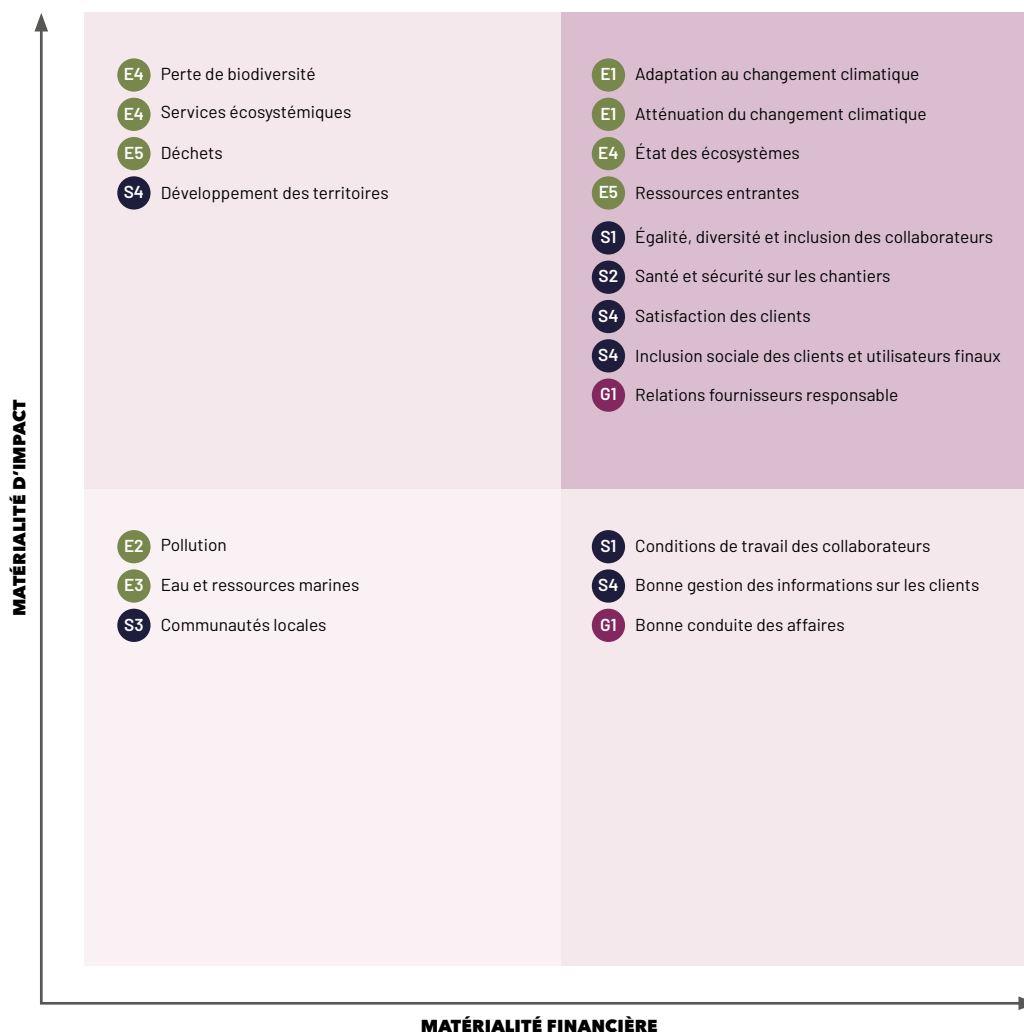 E4 Perte de biodiversité
E4 Services écosystémiques
E5 Déchets
S4 Développement des territoires
E1 Adaptation au changement climatique
E1 Atténuation du changement climatique
E4 État des écosystèmes
E5 Ressources entrantes
S1 Égalité, diversité et inclusion des collaborateurs
S2 Santé et sécurité sur les chantiers
S4 Satisfaction des clients
S4 Inclusion sociale des clients et utilisateurs finaux
G1 Relations fournisseurs responsable
MATÉRIALITÉ D'IMPACT
E2 Pollution
E3 Eau et ressources marines
S3 Communautés locales
S1 Conditions de travail des collaborateurs
S4 Bonne gestion des informations sur les clients
G1 Bonne conduite des affaires
MATÉRIALITÉ FINANCIÈRE